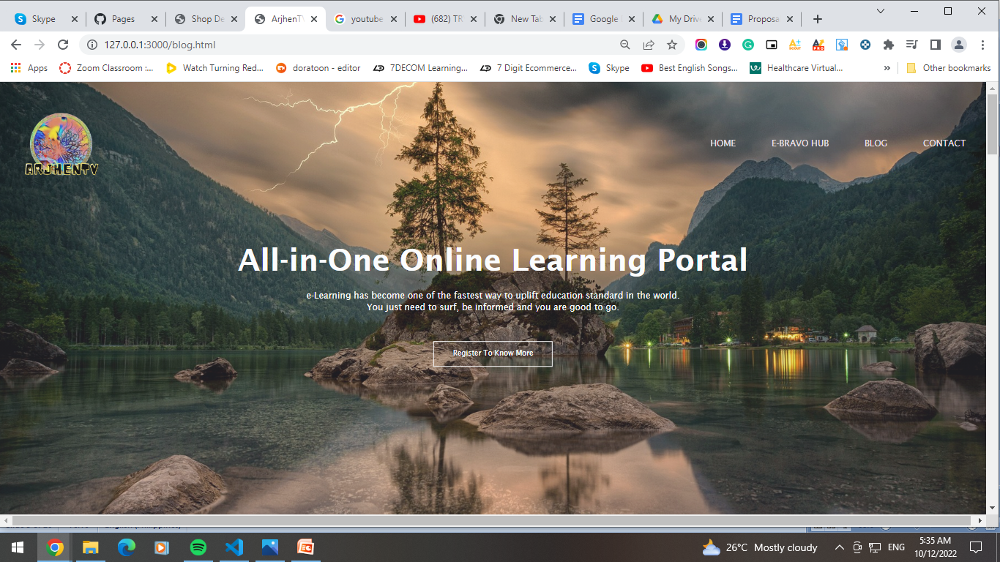 Skype
Pages
Shop De
ArjhenT
youtube
(682) TR
New Tab
Google
My Drive
Proposa
127.0.0.1:3000/blog.html
Apps
Zoom Classroom :...
Watch Turning Red...
doratoon - editor
7DECOM Learning...
7 Digit Ecommerce...
Skype
Best English Songs...
Healthcare Virtual...
»
Other bookmarks
ARJHENTV
HOME
E-BRAVO HUB
BLOG
CONTACT
All-in-One Online Learning Portal
e-Learning has become one of the fastest way to uplift education standard in the world.
You just need to surf, be informed and you are good to go.
Register To Know More
26°C Mostly cloudy
ENG
5:35 AM
10/12/2022